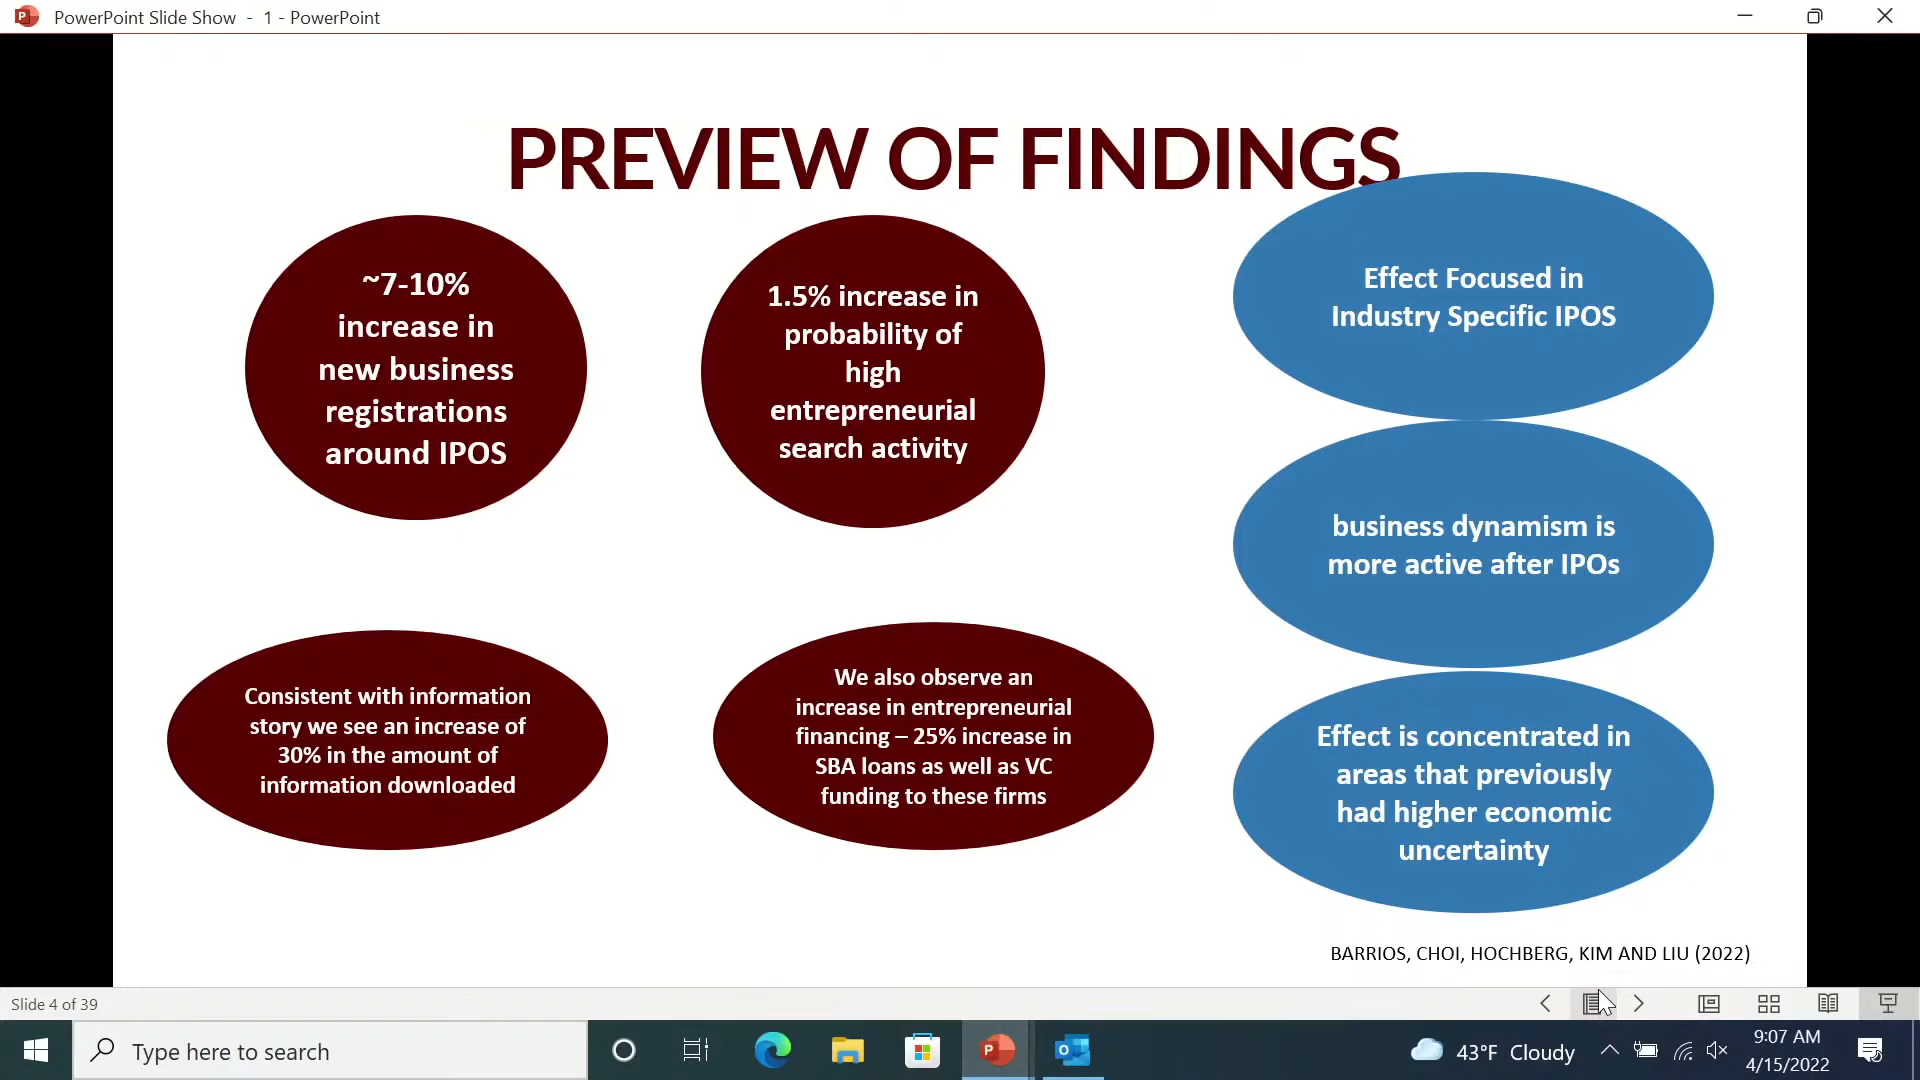 PowerPoint Slide Show - 1 - PowerPoint
PREVIEW OF FINDINGS
~7-10%
increase in
new business
registrations
around IPOS
1.5% increase in
probability of
high
entrepreneurial
search activity
Effect Focused in
Industry Specific IPOS
business dynamism is
more active after IPOs
Consistent with information
story we see an increase of
30% in the amount of
information downloaded
We also observe an
increase in entrepreneurial
financing – 25% increase in
SBA loans as well as VC
funding to these firms
Effect is concentrated in
areas that previously
had higher economic
uncertainty
BARRIOS, CHOI, HOCHBERG, KIM AND LIU (2022)
Slide 4 of 39
Type here to search
43°F Cloudy
9:07 AM
4/15/2022